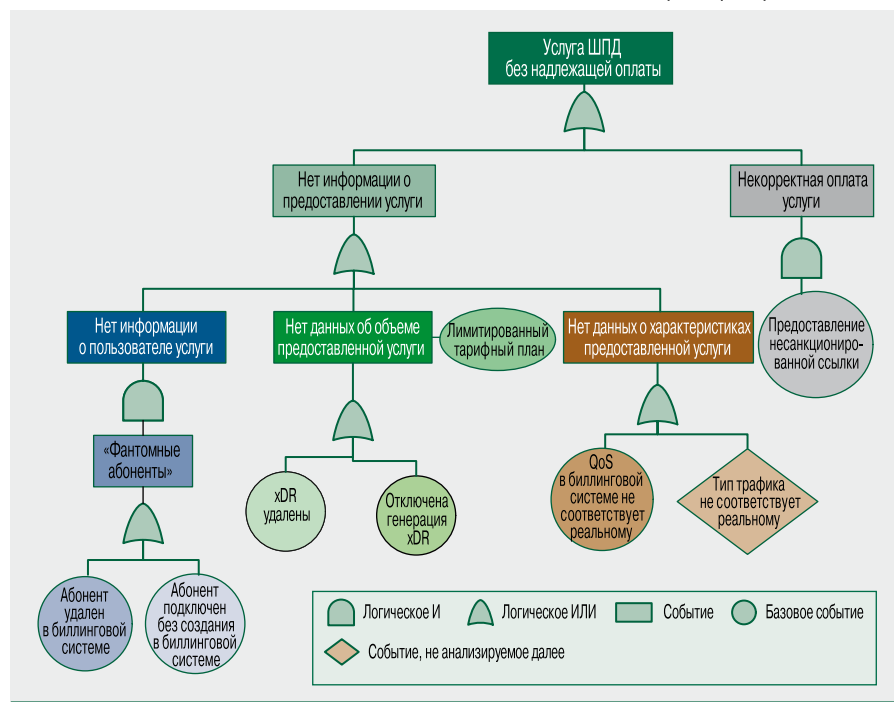 Услуга ШПД
без надлежащей оплаты
Нет информации о
предоставлении услуги
Некорректная оплата
услуги
Нет информации
о пользователе услуги
Нет данных об объеме
предоставленной услуги
Лимитированный
тарифный план
Нет данных о характеристиках
предоставленной услуги
Предоставление
несанкциониро-
ванной ссылки
«Фантомные
абоненты»
xDR
удалены
Отключена
генерация
xDR
QoS
в биллинговой
системе не
соответствует
реальному
Тип трафика
не соответствует
реальному
Абонент
удален
в биллинговой
системе
Абонент
подключен
без создания
в биллинговой
системе
Логическое И
Логическое ИЛИ
Событие
Базовое событие
Событие, не анализируемое далее